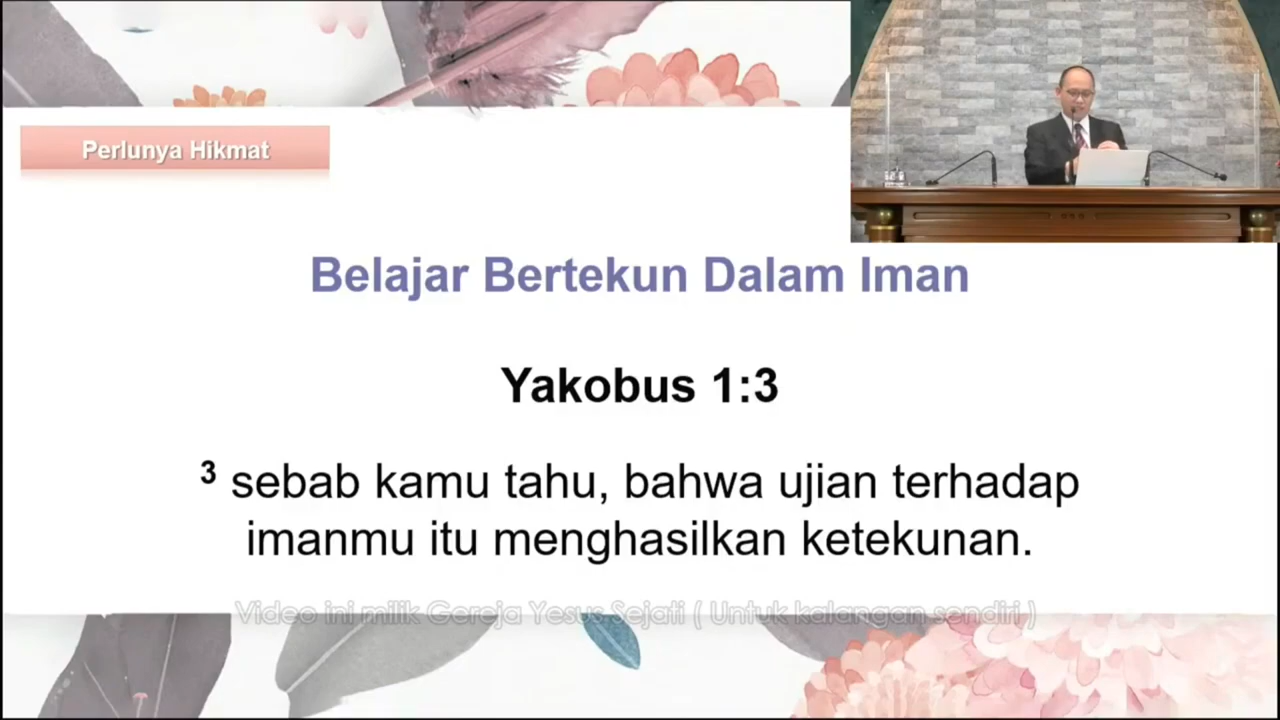 Perlunya Hikmat
Belajar Bertekun Dalam Iman
Yakobus 1:3
3 sebab kamu tahu, bahwa ujian terhadap
imanmu itu menghasilkan ketekunan.
Video ini milik Gereja Yesus Sejati ( Untuk kalangan sendiri )